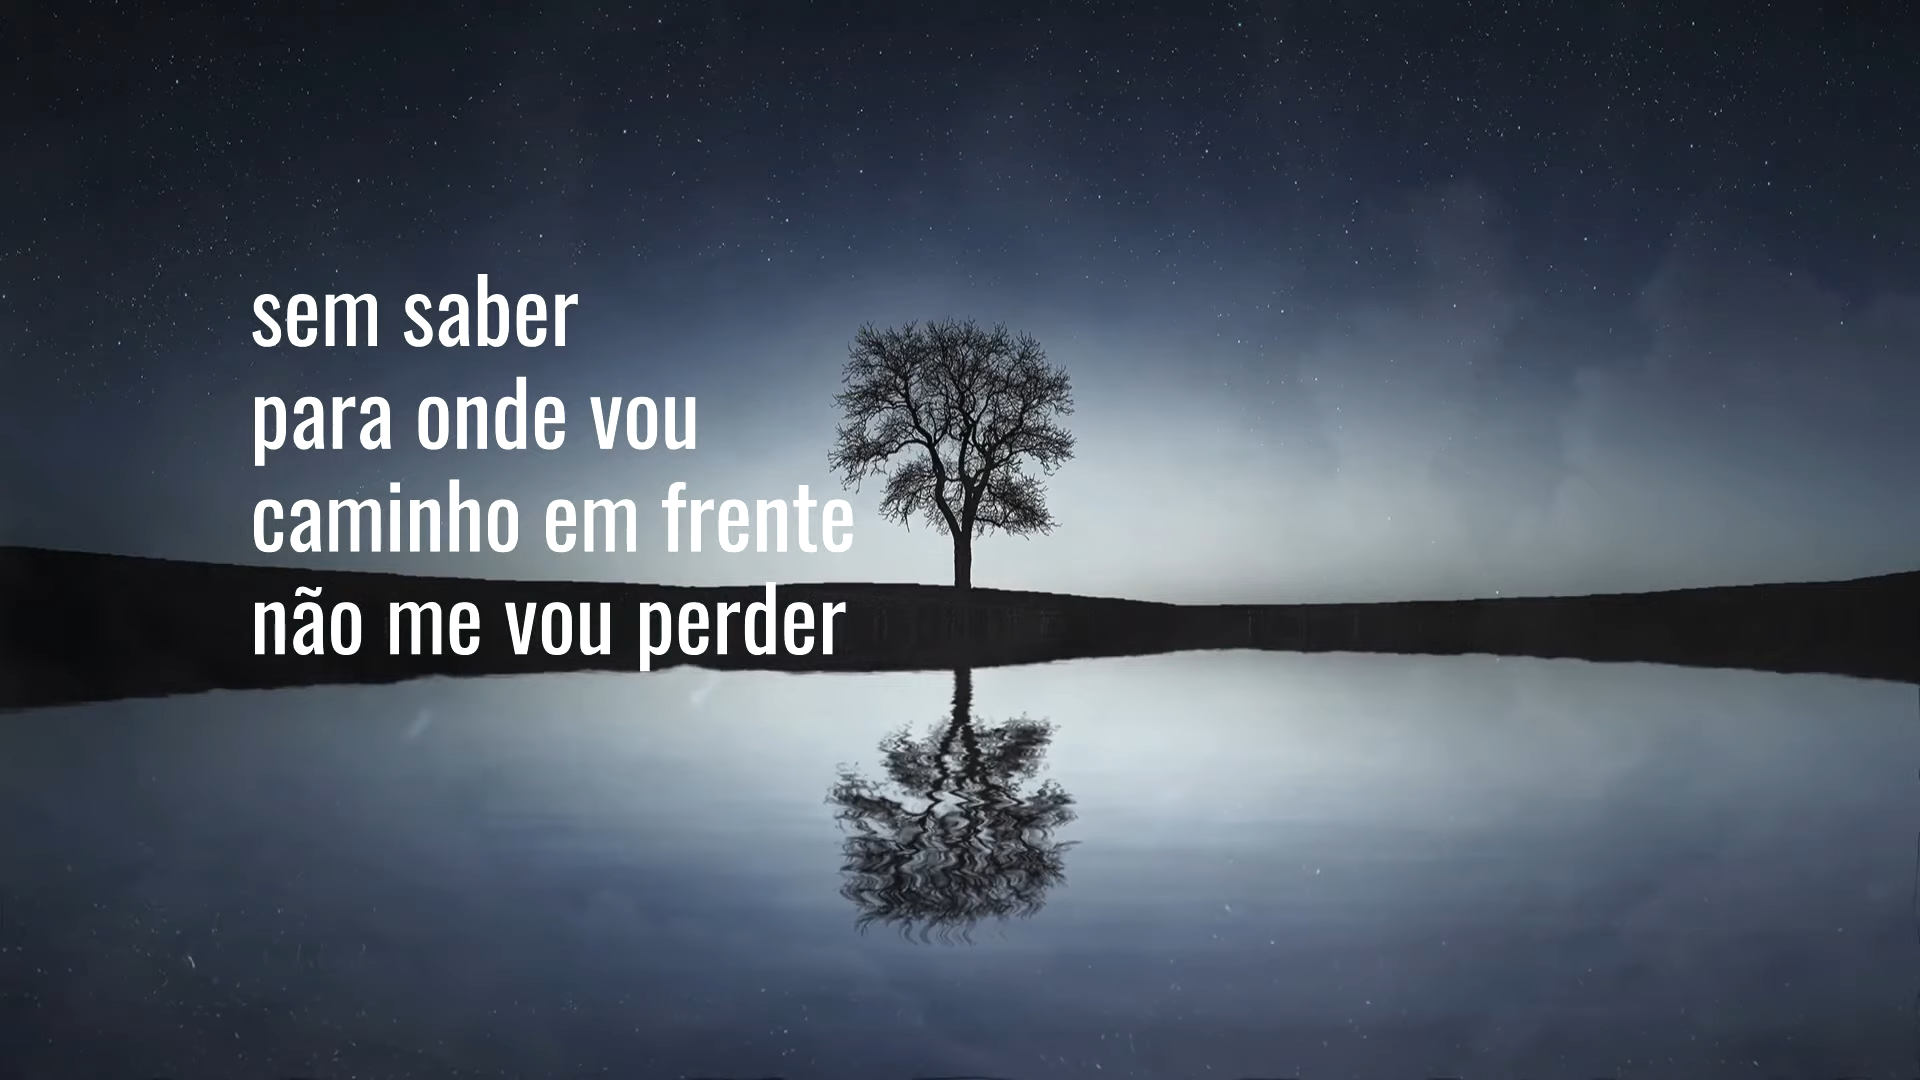 sem saber
para onde vou
caminho em frente
não me vou perder